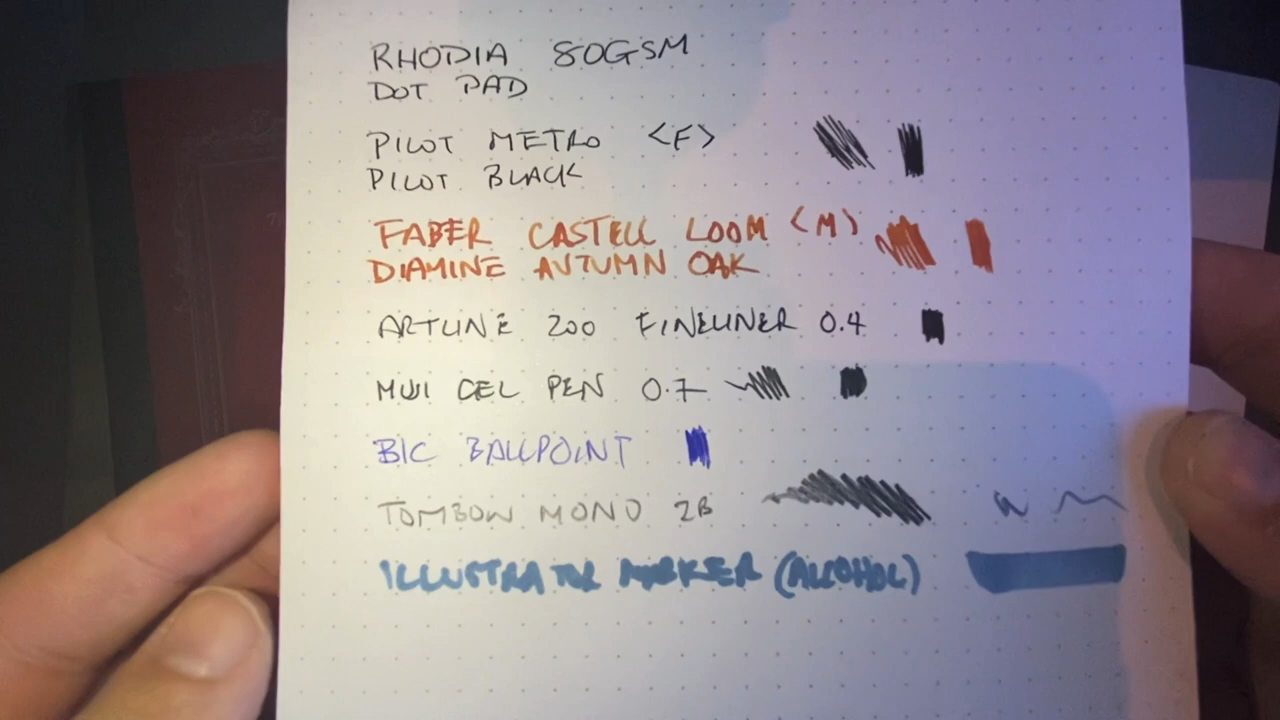 RHODIA 80GSM
DOT PAD
PILOT METRO <F>
PILOT BLACK
FABER CASTELL LOOM (M)
DIAMINE AUTUMN OAK
ARTLINE 200 FINELINER 0.4
MUJI GEL PEN 0.7
BIC BALLPOINT
TOMBOW MONO 2B
ILLUSTRATOR MARKER (ALCOHOL)